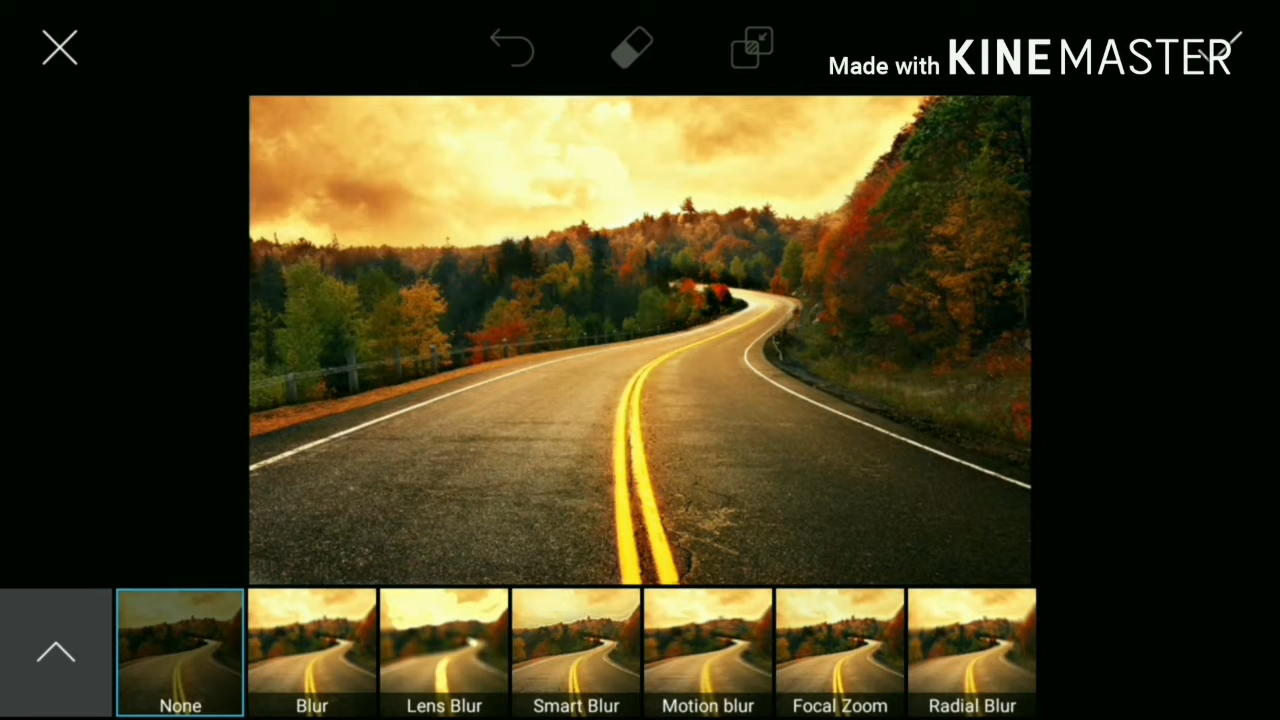 Made with KINEMASTER
None
Blur
Lens Blur
Smart Blur
Motion blur
Focal Zoom
Radial Blur